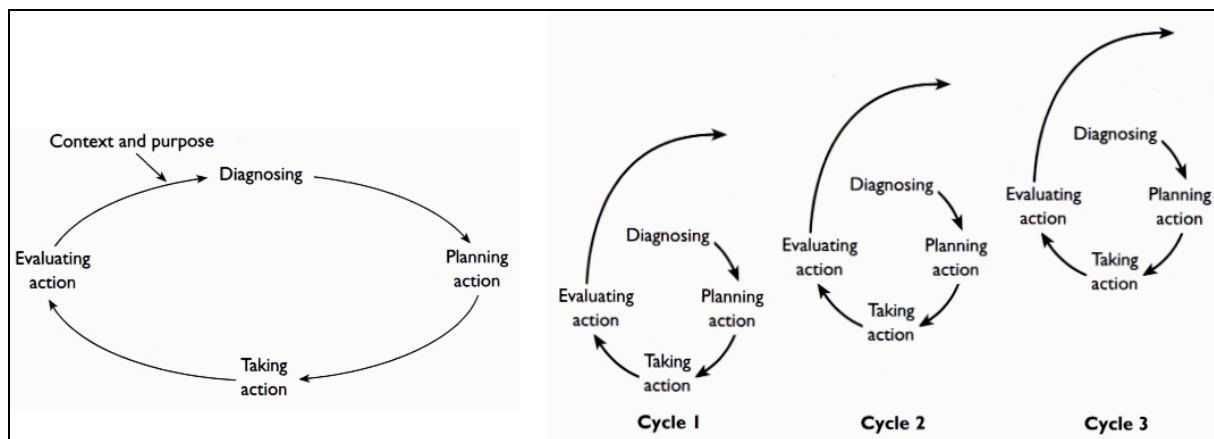 Context and purpose
Diagnosing
Evaluating
action
Planning
action
Taking
action
Diagnosing
Evaluating
action
Planning
action
Taking
action
Cycle 1
Diagnosing
Evaluating
action
Planning
action
Taking
action
Cycle 2
Diagnosing
Evaluating
action
Planning
action
Taking
action
Cycle 3